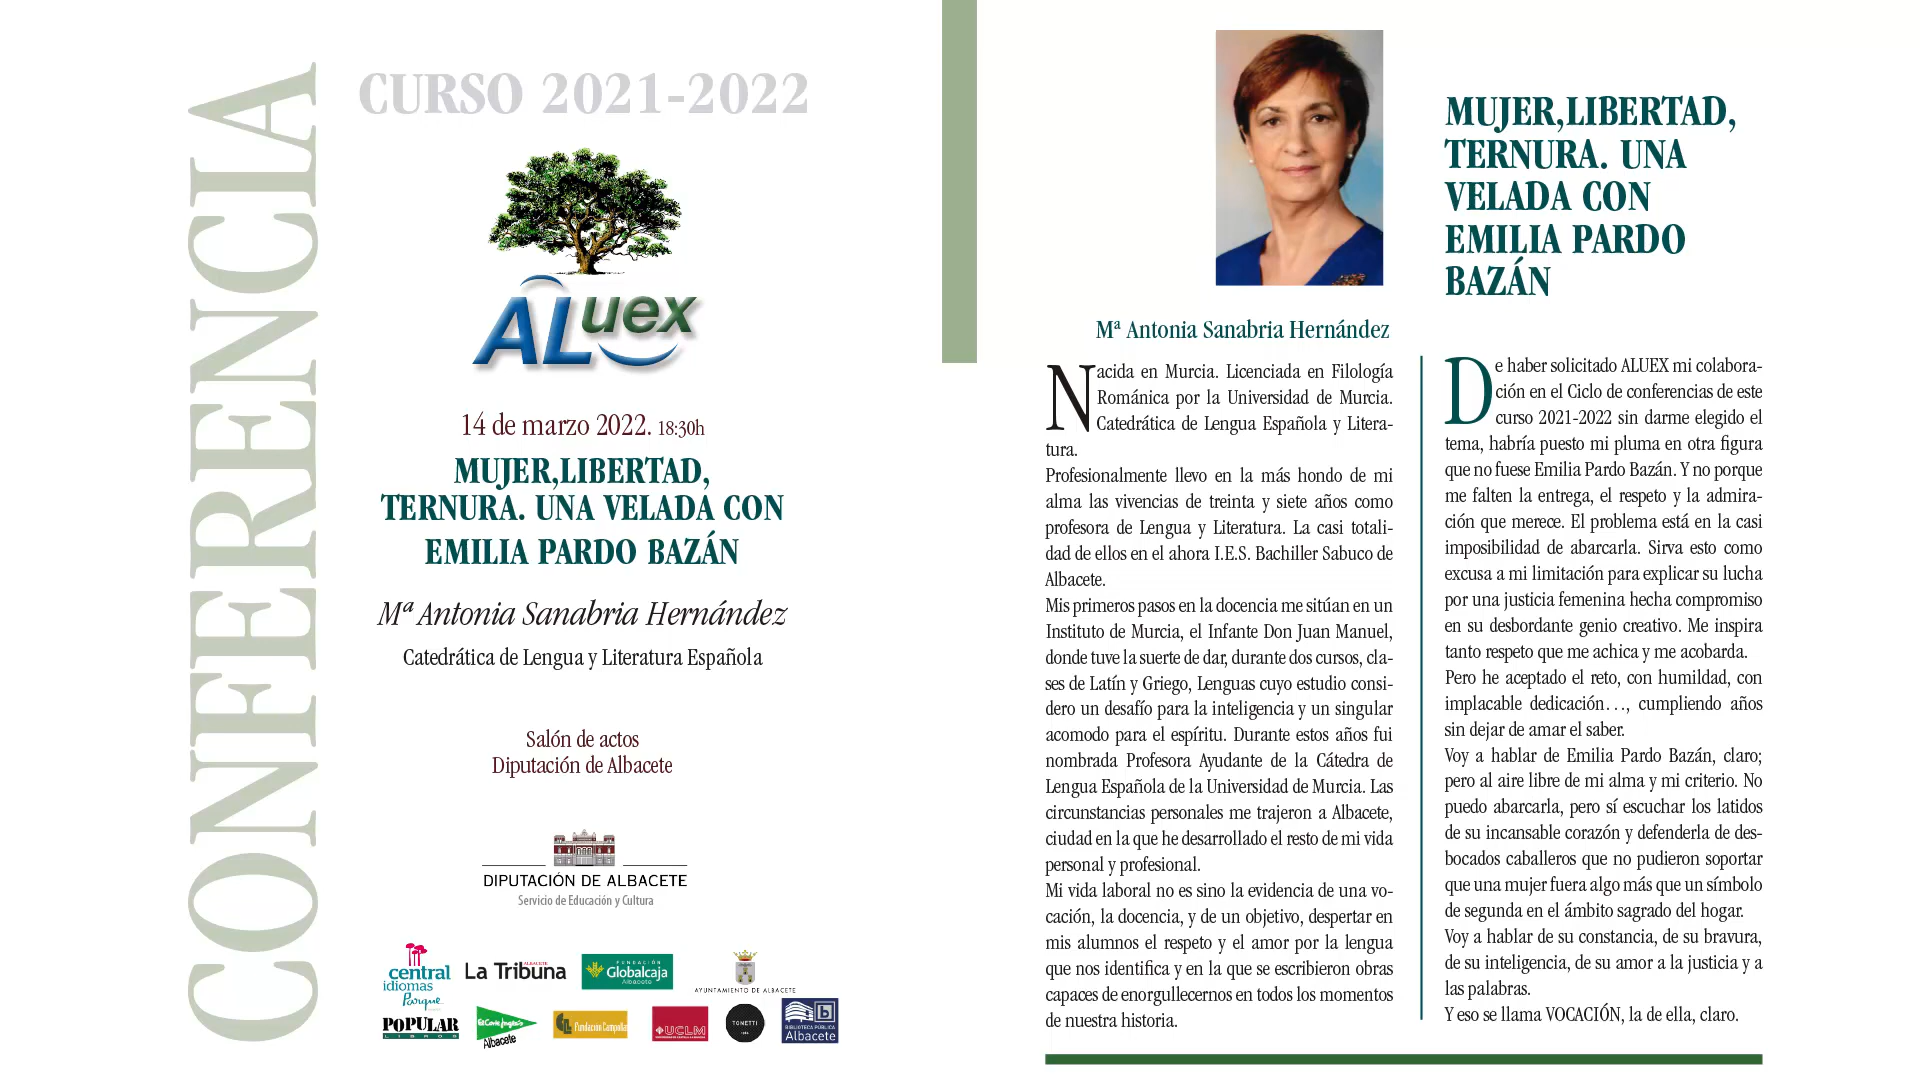 CONFERENCIA
CURSO 2021-2022
ALuex
14 de marzo 2022. 18:30h
MUJER,LIBERTAD,
TERNURA. UNA VELADA CON
EMILIA PARDO BAZÁN
Mª Antonia Sanabria Hernández
Catedrática de Lengua y Literatura Española
Salón de actos
Diputación de Albacete
DIPUTACIÓN DE ALBACETE
Servicio de Educación y Cultura
central
idiomas
Parque
La Tribuna
ALBACETE
FUNDACIÓN
Globalcaja
Albacete
AYUNTAMIENTO DE ALBACETE
POPULAR
LIBROS
El Corte Inglés
Albacete
Fundación Campollano
UCLM
TONETTI
BIBLIOTECA PÚBLICA
Albacete
Mª Antonia Sanabria Hernández
Nacida en Murcia. Licenciada en Filología
Románica por la Universidad de Murcia.
Catedrática de Lengua Española y Litera-
tura.
Profesionalmente llevo en la más hondo de mi
alma las vivencias de treinta y siete años como
profesora de Lengua y Literatura. La casi totali-
dad de ellos en el ahora I.E.S. Bachiller Sabuco de
Albacete.
Mis primeros pasos en la docencia me sitúan en un
Instituto de Murcia, el Infante Don Juan Manuel,
donde tuve la suerte de dar, durante dos cursos, cla-
ses de Latín y Griego, Lenguas cuyo estudio consi-
dero un desafío para la inteligencia y un singular
acomodo para el espíritu. Durante estos años fui
nombrada Profesora Ayudante de la Cátedra de
Lengua Española de la Universidad de Murcia. Las
circunstancias personales me trajeron a Albacete,
ciudad en la que he desarrollado el resto de mi vida
personal y profesional.
Mi vida laboral no es sino la evidencia de una vo-
cación, la docencia, y de un objetivo, despertar en
mis alumnos el respeto y el amor por la lengua
que nos identifica y en la que se escribieron obras
capaces de enorgullecernos en todos los momentos
de nuestra historia.
MUJER,LIBERTAD,
TERNURA. UNA
VELADA CON
EMILIA PARDO
BAZÁN
De haber solicitado ALUEX mi colabora-
ción en el Ciclo de conferencias de este
curso 2021-2022 sin darme elegido el
tema, habría puesto mi pluma en otra figura
que no fuese Emilia Pardo Bazán. Y no porque
me falten la entrega, el respeto y la admira-
ción que merece. El problema está en la casi
imposibilidad de abarcarla. Sirva esto como
excusa a mi limitación para explicar su lucha
por una justicia femenina hecha compromiso
en su desbordante genio creativo. Me inspira
tanto respeto que me achica y me acobarda.
Pero he aceptado el reto, con humildad, con
implacable dedicación…, cumpliendo años
sin dejar de amar el saber.
Voy a hablar de Emilia Pardo Bazán, claro;
pero al aire libre de mi alma y mi criterio. No
puedo abarcarla, pero sí escuchar los latidos
de su incansable corazón y defenderla de des-
bocados caballeros que no pudieron soportar
que una mujer fuera algo más que un símbolo
de segunda en el ámbito sagrado del hogar.
Voy a hablar de su constancia, de su bravura,
de su inteligencia, de su amor a la justicia y a
las palabras.
Y eso se llama VOCACIÓN, la de ella, claro.